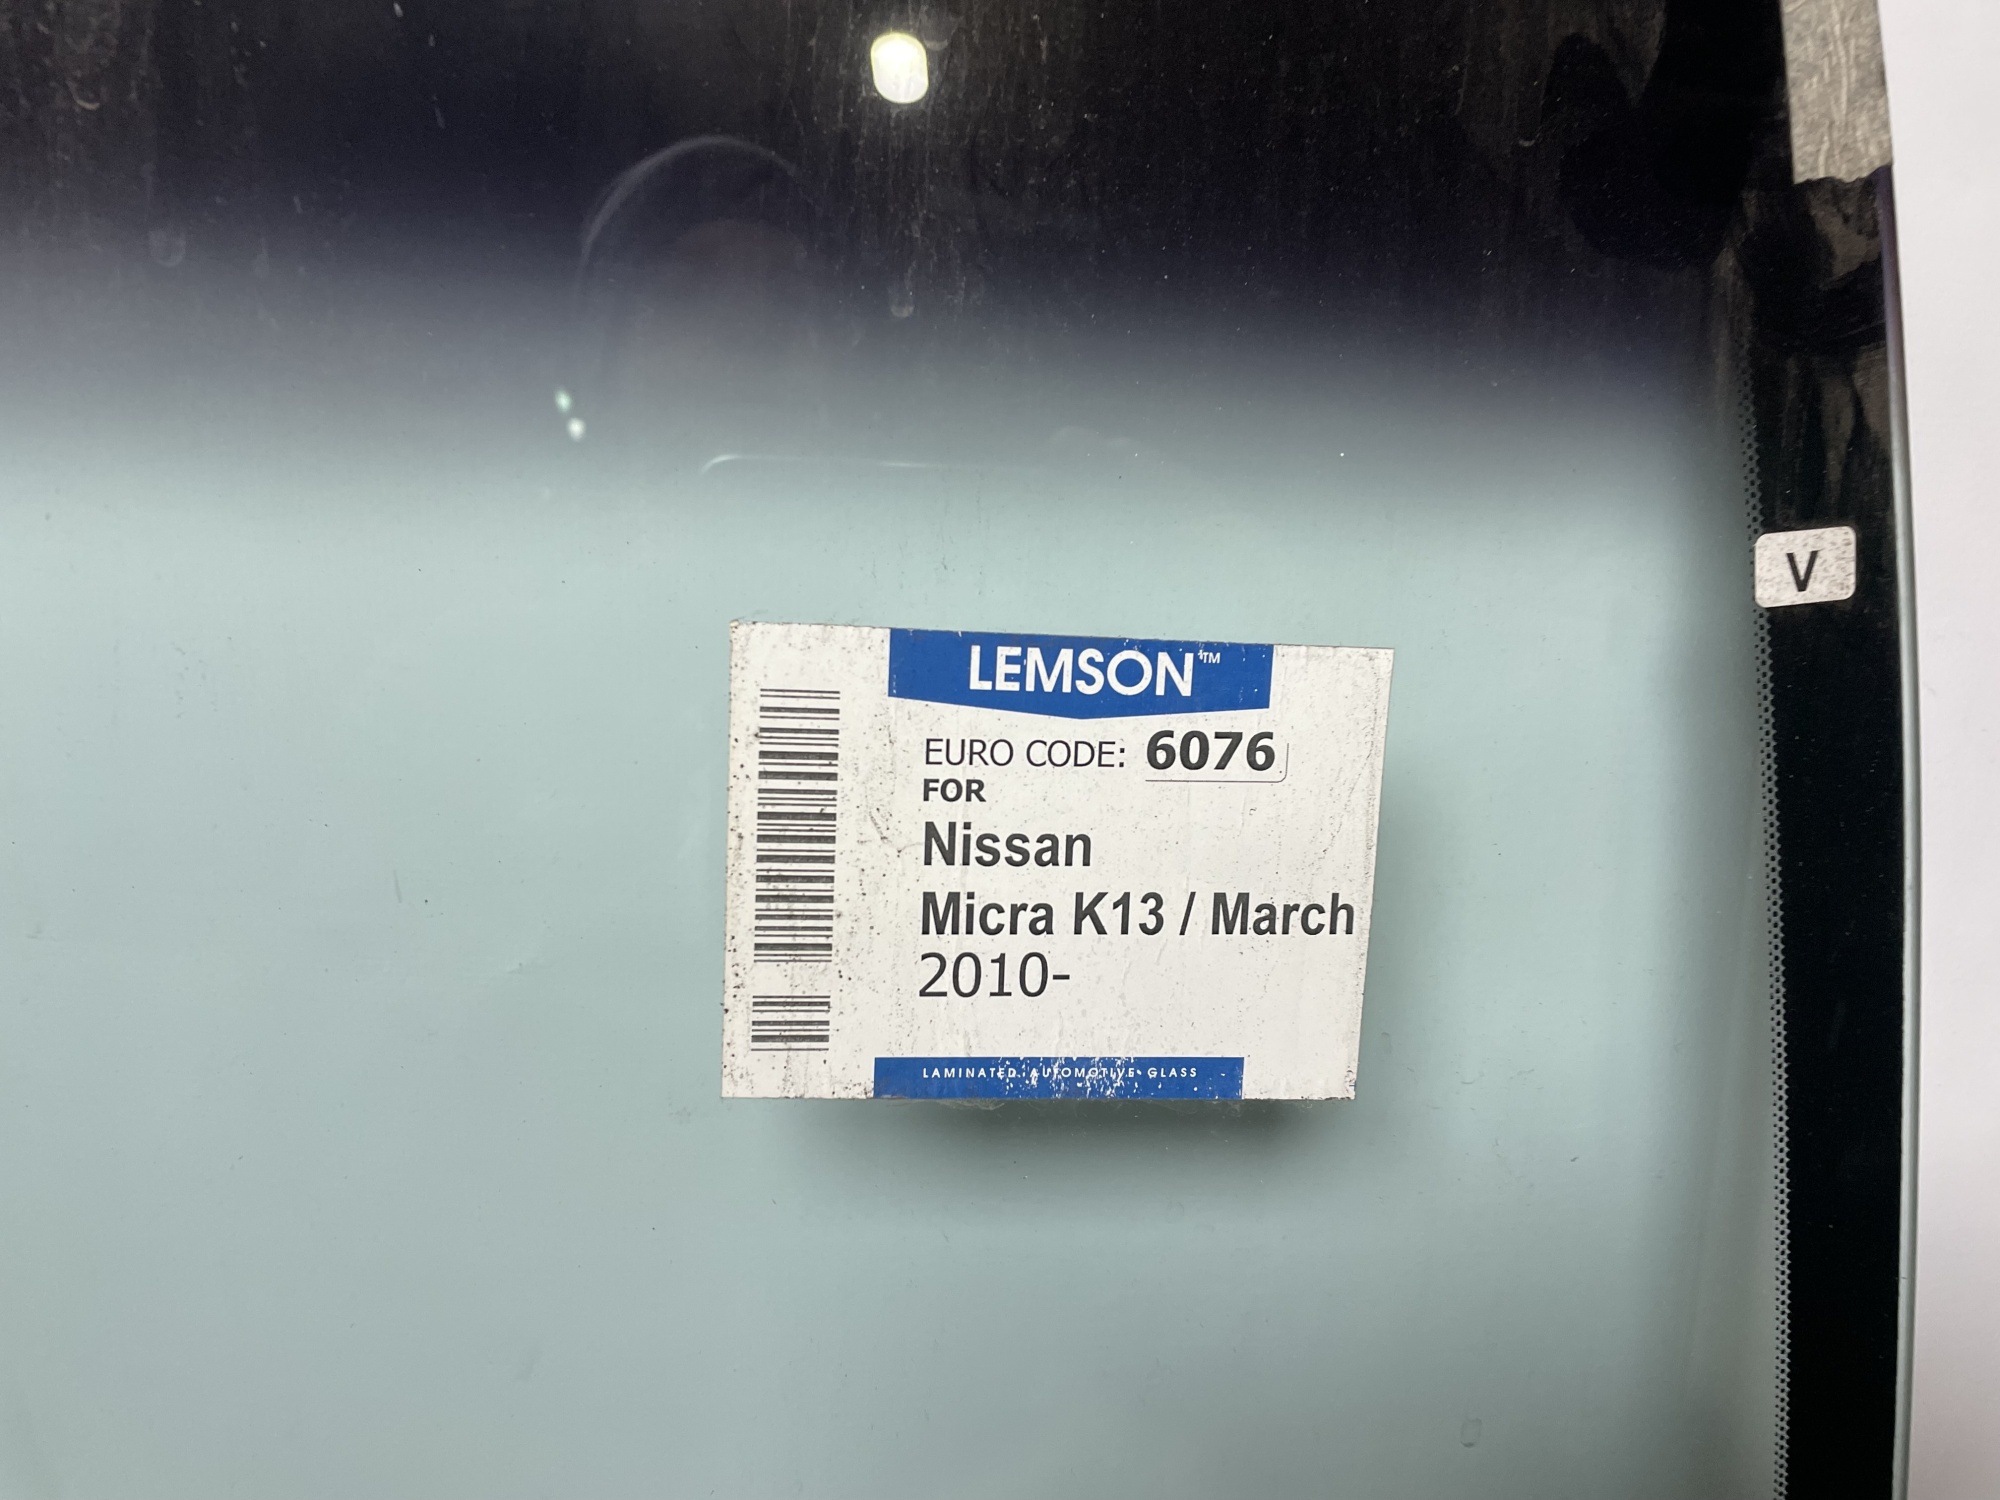 V
LEMSON™
EURO CODE: 6076
FOR
Nissan
Micra K13 / March
2010-
LAMINATED AUTOMOTIVE GLASS